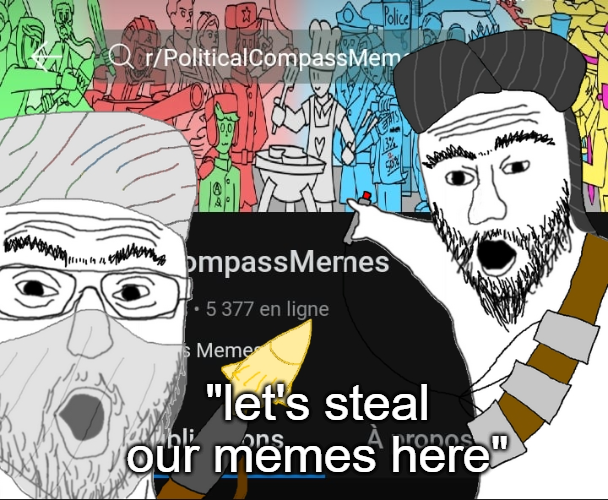 Police
r/PoliticalCompassMem
ompassMemes
• 5 377 en ligne
s Memes
"let's steal
our memes here"
À propos